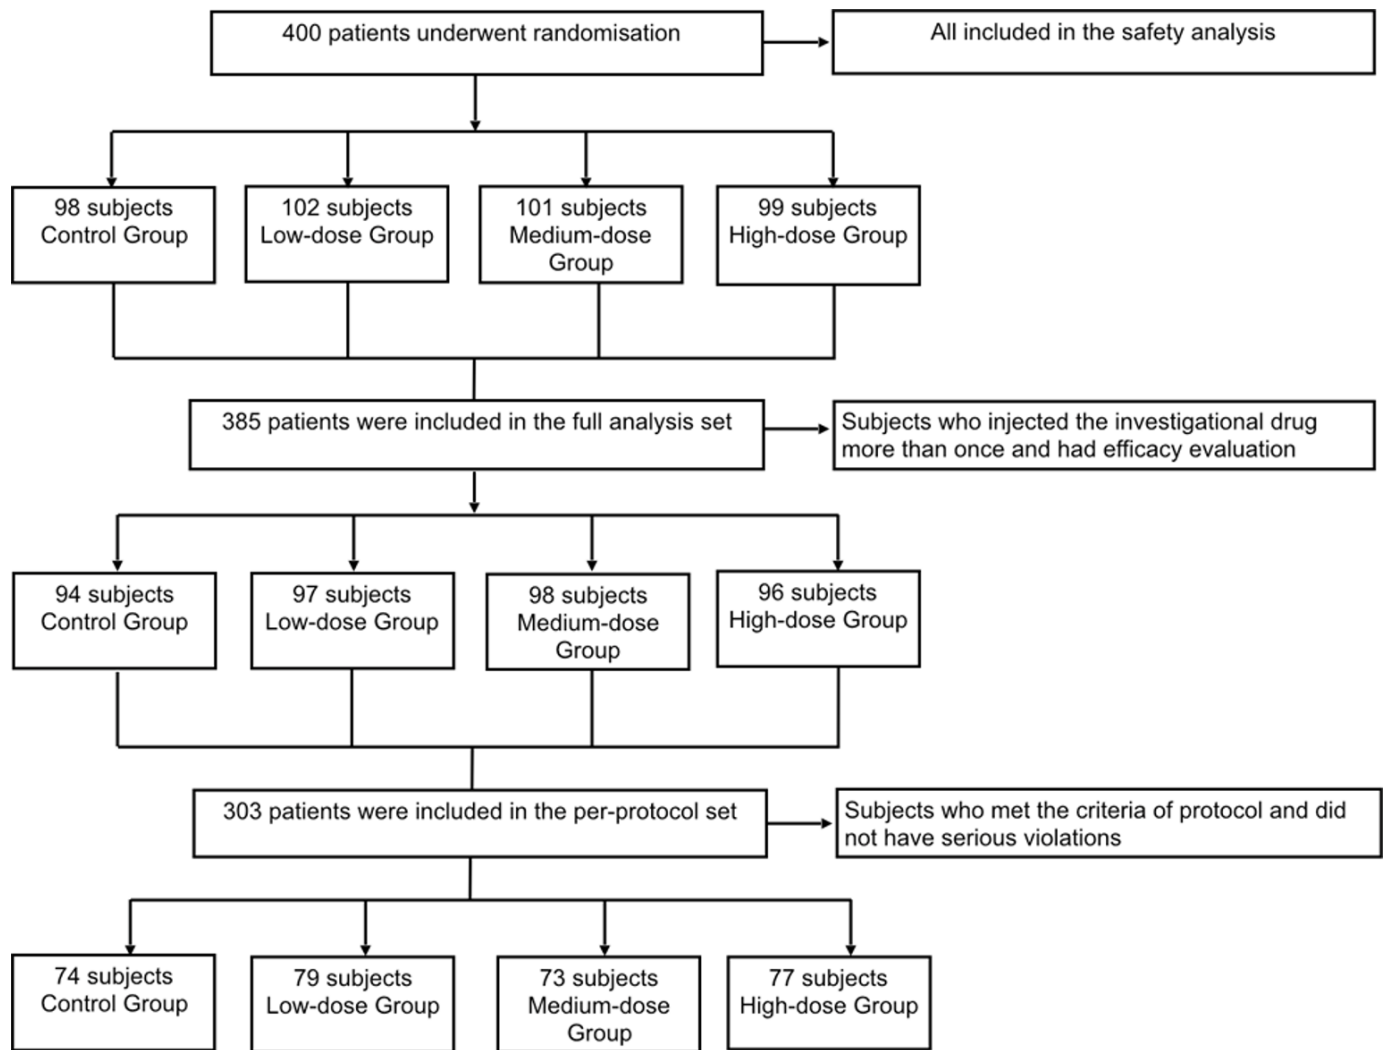 400 patients underwent randomisation
All included in the safety analysis
98 subjects
Control Group
102 subjects
Low-dose Group
101 subjects
Medium-dose
Group
99 subjects
High-dose Group
385 patients were included in the full analysis set
Subjects who injected the investigational drug
more than once and had efficacy evaluation
94 subjects
Control Group
97 subjects
Low-dose Group
98 subjects
Medium-dose
Group
96 subjects
High-dose Group
303 patients were included in the per-protocol set
Subjects who met the criteria of protocol and did
not have serious violations
74 subjects
Control Group
79 subjects
Low-dose Group
73 subjects
Medium-dose
Group
77 subjects
High-dose Group